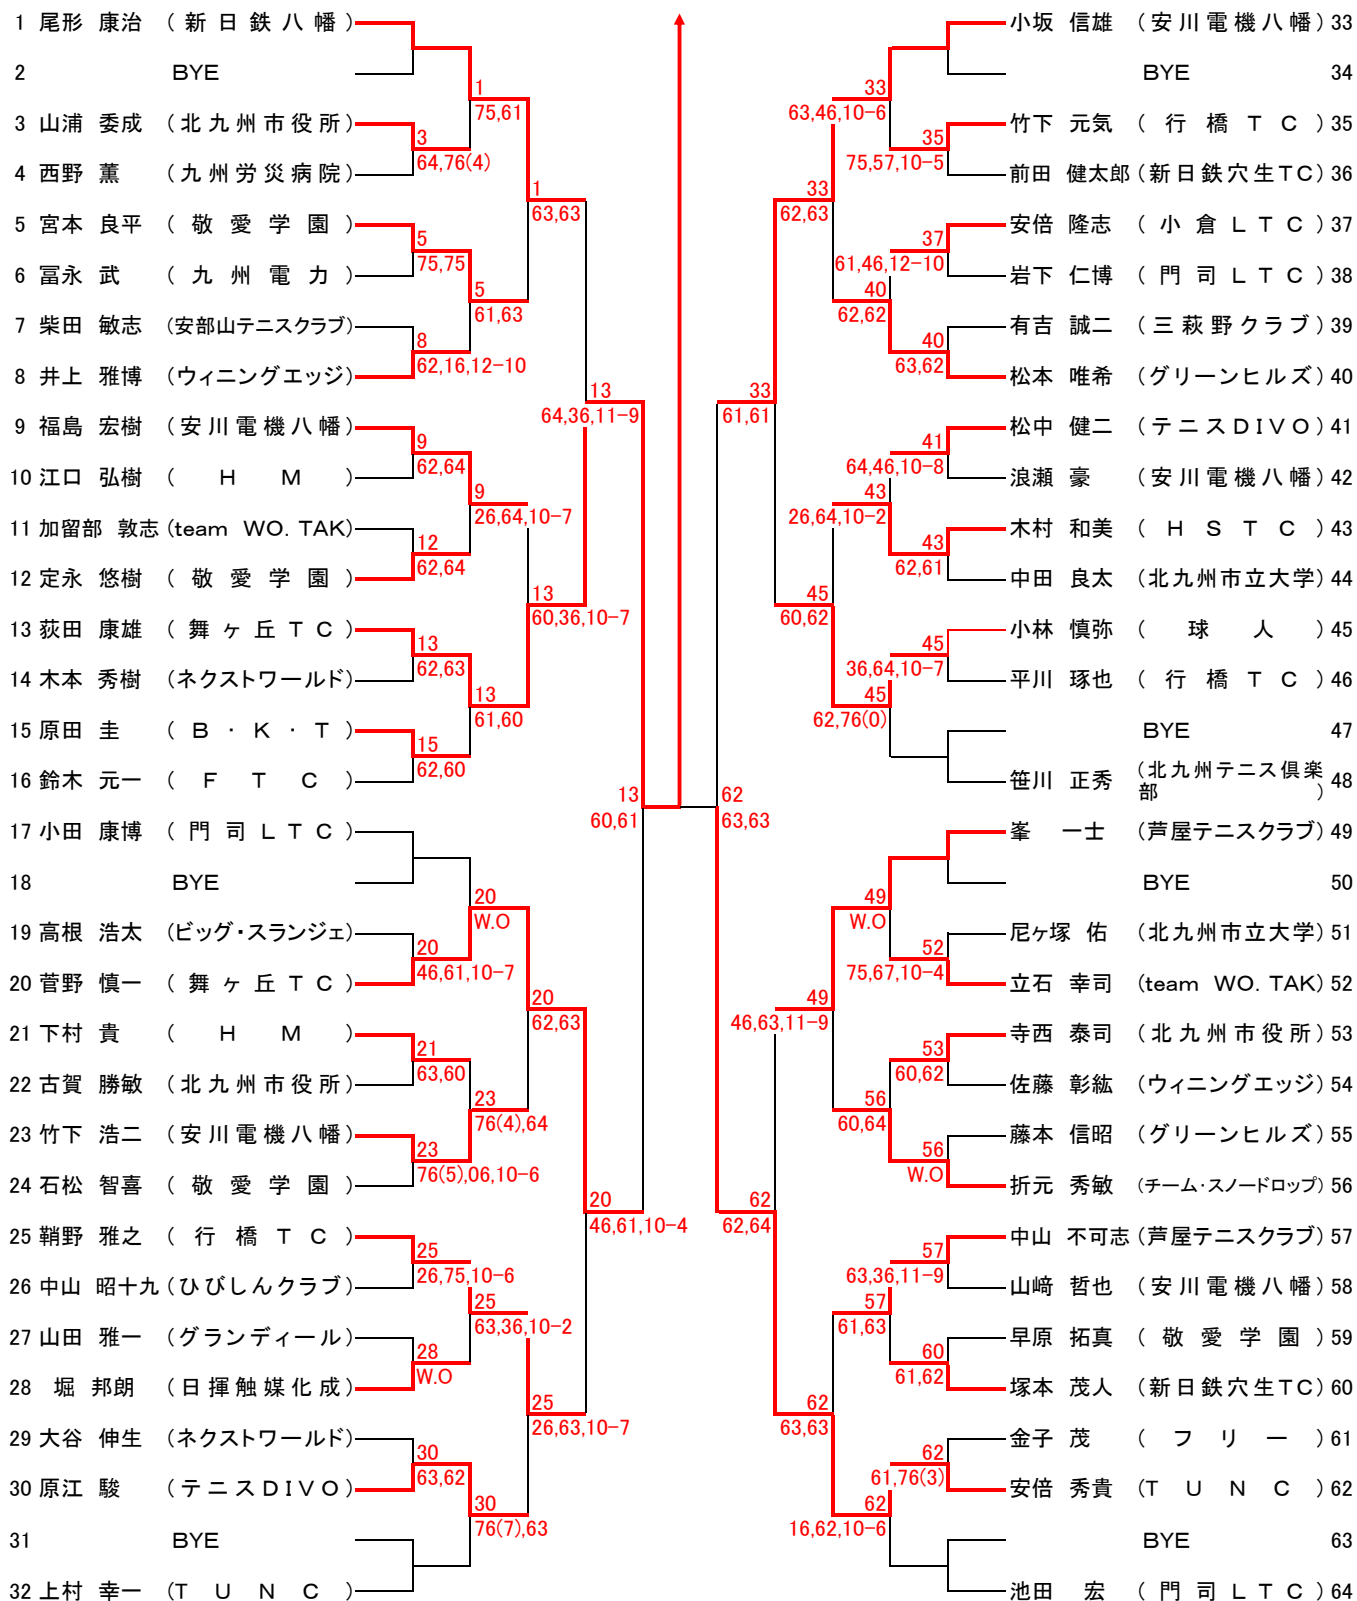 1 尾形 康治 (新日鉄八幡)
2 BYE
1
75,61
3 山浦 委成 (北九州市役所)
3
64,76(4)
4 西野 薫 (九州労災病院)
1
63,63
5 宮本 良平 (敬愛学園)
5
75,75
6 冨永 武 (九州電力)
5
61,63
7 柴田 敏志 (安部山テニスクラブ)
8
62,16,12-10
8 井上 雅博 (ウィニングエッジ)
13
64,36,11-9
9 福島 宏樹 (安川電機八幡)
9
62,64
10 江口 弘樹 (HM)
9
26,64,10-7
11 加留部 敦志 (team WO. TAK)
12
62,64
12 定永 悠樹 (敬愛学園)
13
60,36,10-7
13 荻田 康雄 (舞ヶ丘TC)
13
62,63
14 木本 秀樹 (ネクストワールド)
13
61,60
15 原田 圭 (B・K・T)
15
62,60
16 鈴木 元一 (FTC)
13
60,61
17 小田 康博 (門司LTC)
18 BYE
20
W.O
19 高根 浩太 (ビッグ・スランジェ)
20
46,61,10-7
20 菅野 慎一 (舞ヶ丘TC)
20
62,63
21 下村 貴 (HM)
21
63,60
22 古賀 勝敏 (北九州市役所)
23
76(4),64
23 竹下 浩二 (安川電機八幡)
23
76(5),06,10-6
24 石松 智喜 (敬愛学園)
20
46,61,10-4
25 鞘野 雅之 (行橋TC)
25
26,75,10-6
26 中山 昭十九 (ひびしんクラブ)
25
63,36,10-2
27 山田 雅一 (グランディール)
28
W.O
28 堀 邦朗 (日揮触媒化成)
25
26,63,10-7
29 大谷 伸生 (ネクストワールド)
30
63,62
30 原江 駿 (テニスDIVO)
30
76(7),63
31 BYE
32 上村 幸一 (TUNC)
小坂 信雄 (安川電機八幡) 33
BYE 34
33
63,46,10-6
竹下 元気 (行橋TC) 35
35
75,57,10-5
前田 健太郎 (新日鉄穴生TC) 36
33
62,63
安倍 隆志 (小倉LTC) 37
37
61,46,12-10
岩下 仁博 (門司LTC) 38
40
62,62
有吉 誠二 (三萩野クラブ) 39
40
63,62
松本 唯希 (グリーンヒルズ) 40
33
61,61
松中 健二 (テニスDIVO) 41
41
64,46,10-8
浪瀬 豪 (安川電機八幡) 42
43
26,64,10-2
木村 和美 (HSTC) 43
43
62,61
中田 良太 (北九州市立大学) 44
45
60,62
小林 慎弥 (球人) 45
45
36,64,10-7
平川 琢也 (行橋TC) 46
45
62,76(0)
BYE 47
笹川 正秀 (北九州テニス倶楽部) 48
62
63,63
峯 一士 (芦屋テニスクラブ) 49
BYE 50
49
W.O
尼ヶ塚 佑 (北九州市立大学) 51
52
75,67,10-4
立石 幸司 (team WO. TAK) 52
49
46,63,11-9
寺西 泰司 (北九州市役所) 53
53
60,62
佐藤 彰紘 (ウィニングエッジ) 54
56
60,64
藤本 信昭 (グリーンヒルズ) 55
56
W.O
折元 秀敏 (チーム・スノードロップ) 56
62
62,64
中山 不可志 (芦屋テニスクラブ) 57
57
63,36,11-9
山﨑 哲也 (安川電機八幡) 58
57
61,63
早原 拓真 (敬愛学園) 59
60
61,62
塚本 茂人 (新日鉄穴生TC) 60
62
63,63
金子 茂 (フリー) 61
62
61,76(3)
安倍 秀貴 (TUNC) 62
62
16,62,10-6
BYE 63
池田 宏 (門司LTC) 64